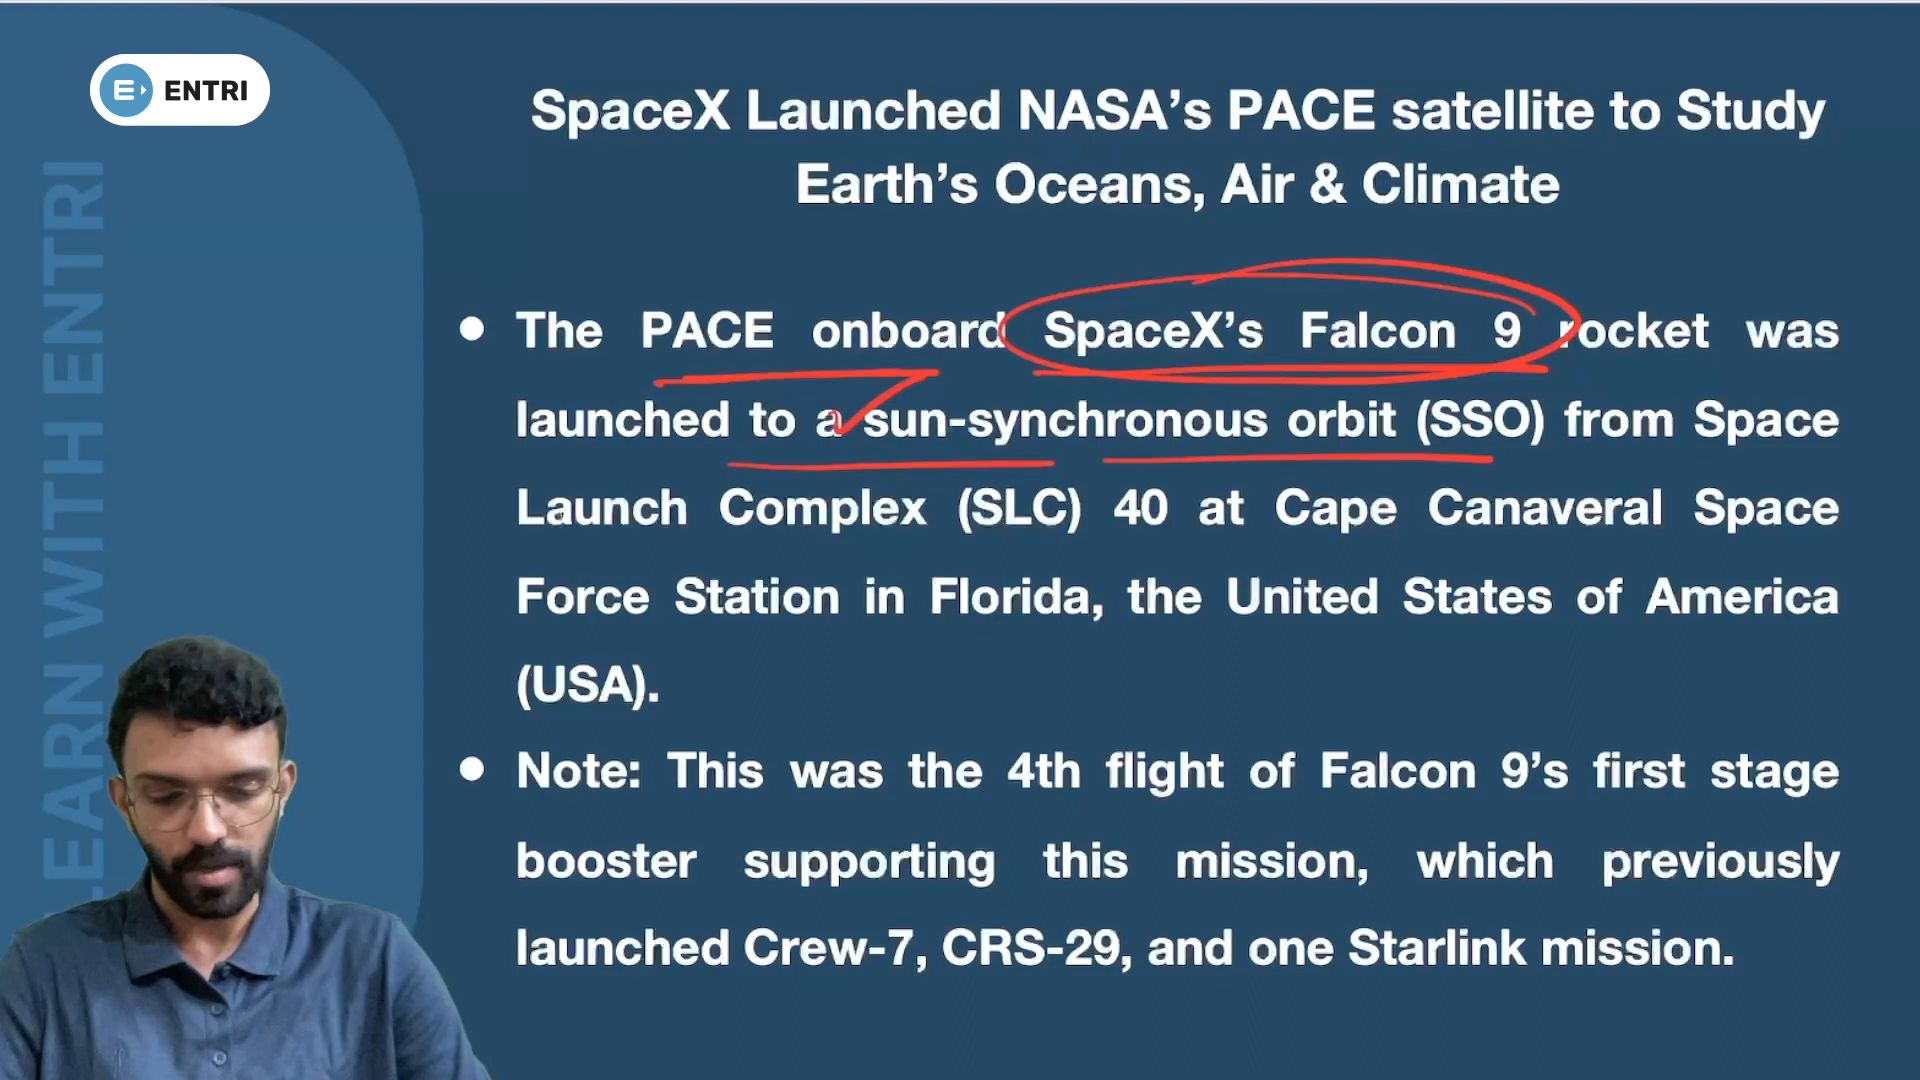 ENTRI
LEARN WITH ENTRI
SpaceX Launched NASA’s PACE satellite to Study
Earth’s Oceans, Air & Climate
● The PACE onboard SpaceX’s Falcon 9 rocket was
launched to a sun-synchronous orbit (SSO) from Space
Launch Complex (SLC) 40 at Cape Canaveral Space
Force Station in Florida, the United States of America
(USA).
● Note: This was the 4th flight of Falcon 9’s first stage
booster supporting this mission, which previously
launched Crew-7, CRS-29, and one Starlink mission.